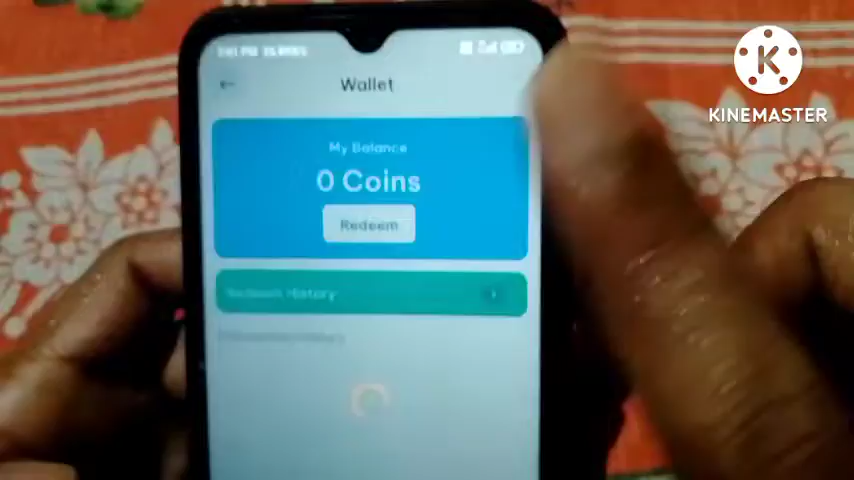 Wallet
My Balance
0 Coins
Redeem
Redeem History
KINEMASTER